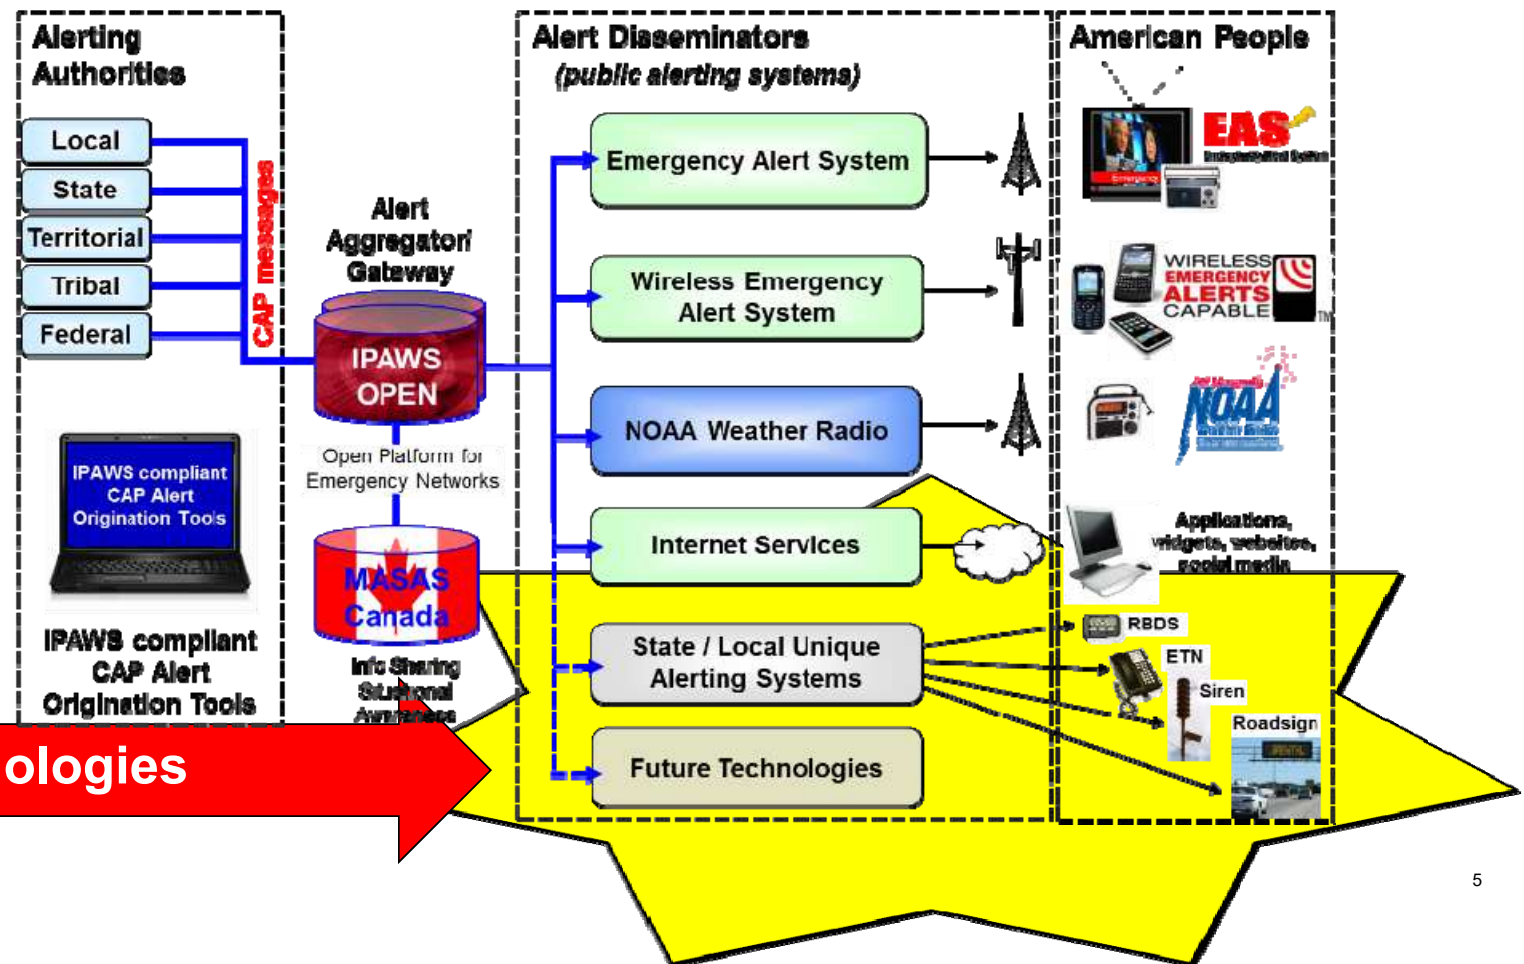 Alerting
Authorities
Local
State
Territorial
Tribal
Federal
CAP messages
IPAWS compliant
CAP Alert
Origination Tools
IPAWS compliant
CAP Alert
Origination Tools
ologies
Alert
Aggregator/
Gateway
IPAWS
OPEN
Open Platform for
Emergency Networks
MASAS
Canada
Info Sharing
Situational
Awareness
Alert Disseminators
(public alerting systems)
Emergency Alert System
Wireless Emergency
Alert System
NOAA Weather Radio
Internet Services
State / Local Unique
Alerting Systems
Future Technologies
American People
Emergency
EAS
Emergency Alert System
WIRELESS
EMERGENCY
ALERTS
CAPABLE
TM
NOAA
Applications,
widgets, websites,
social media
RBDS
ETN
Siren
Roadsign
5